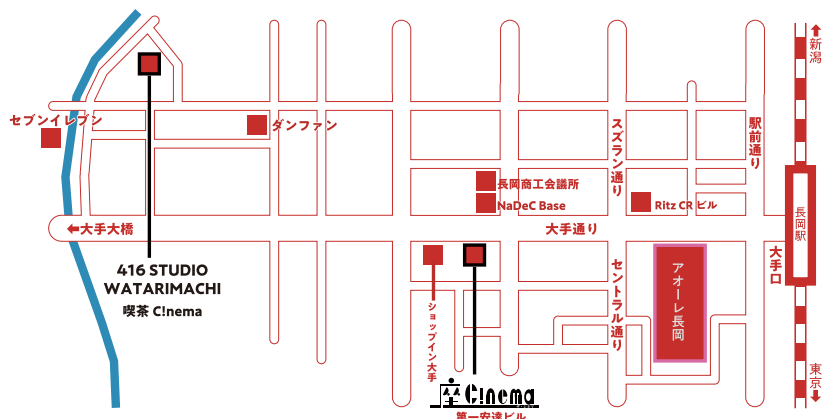 新潟
セブンイレブン
ダンファン
スズラン通り
駅前通り
長岡商工会議所
NaDeC Base
Ritz CR ビル
長岡駅
⬅大手大橋
大手通り
大手口
416 STUDIO
WATARIMACHI
喫茶 C!nema
ショップイン大手
セントラル通り
アオーレ長岡
東京
座C!nema
第一安達ビル